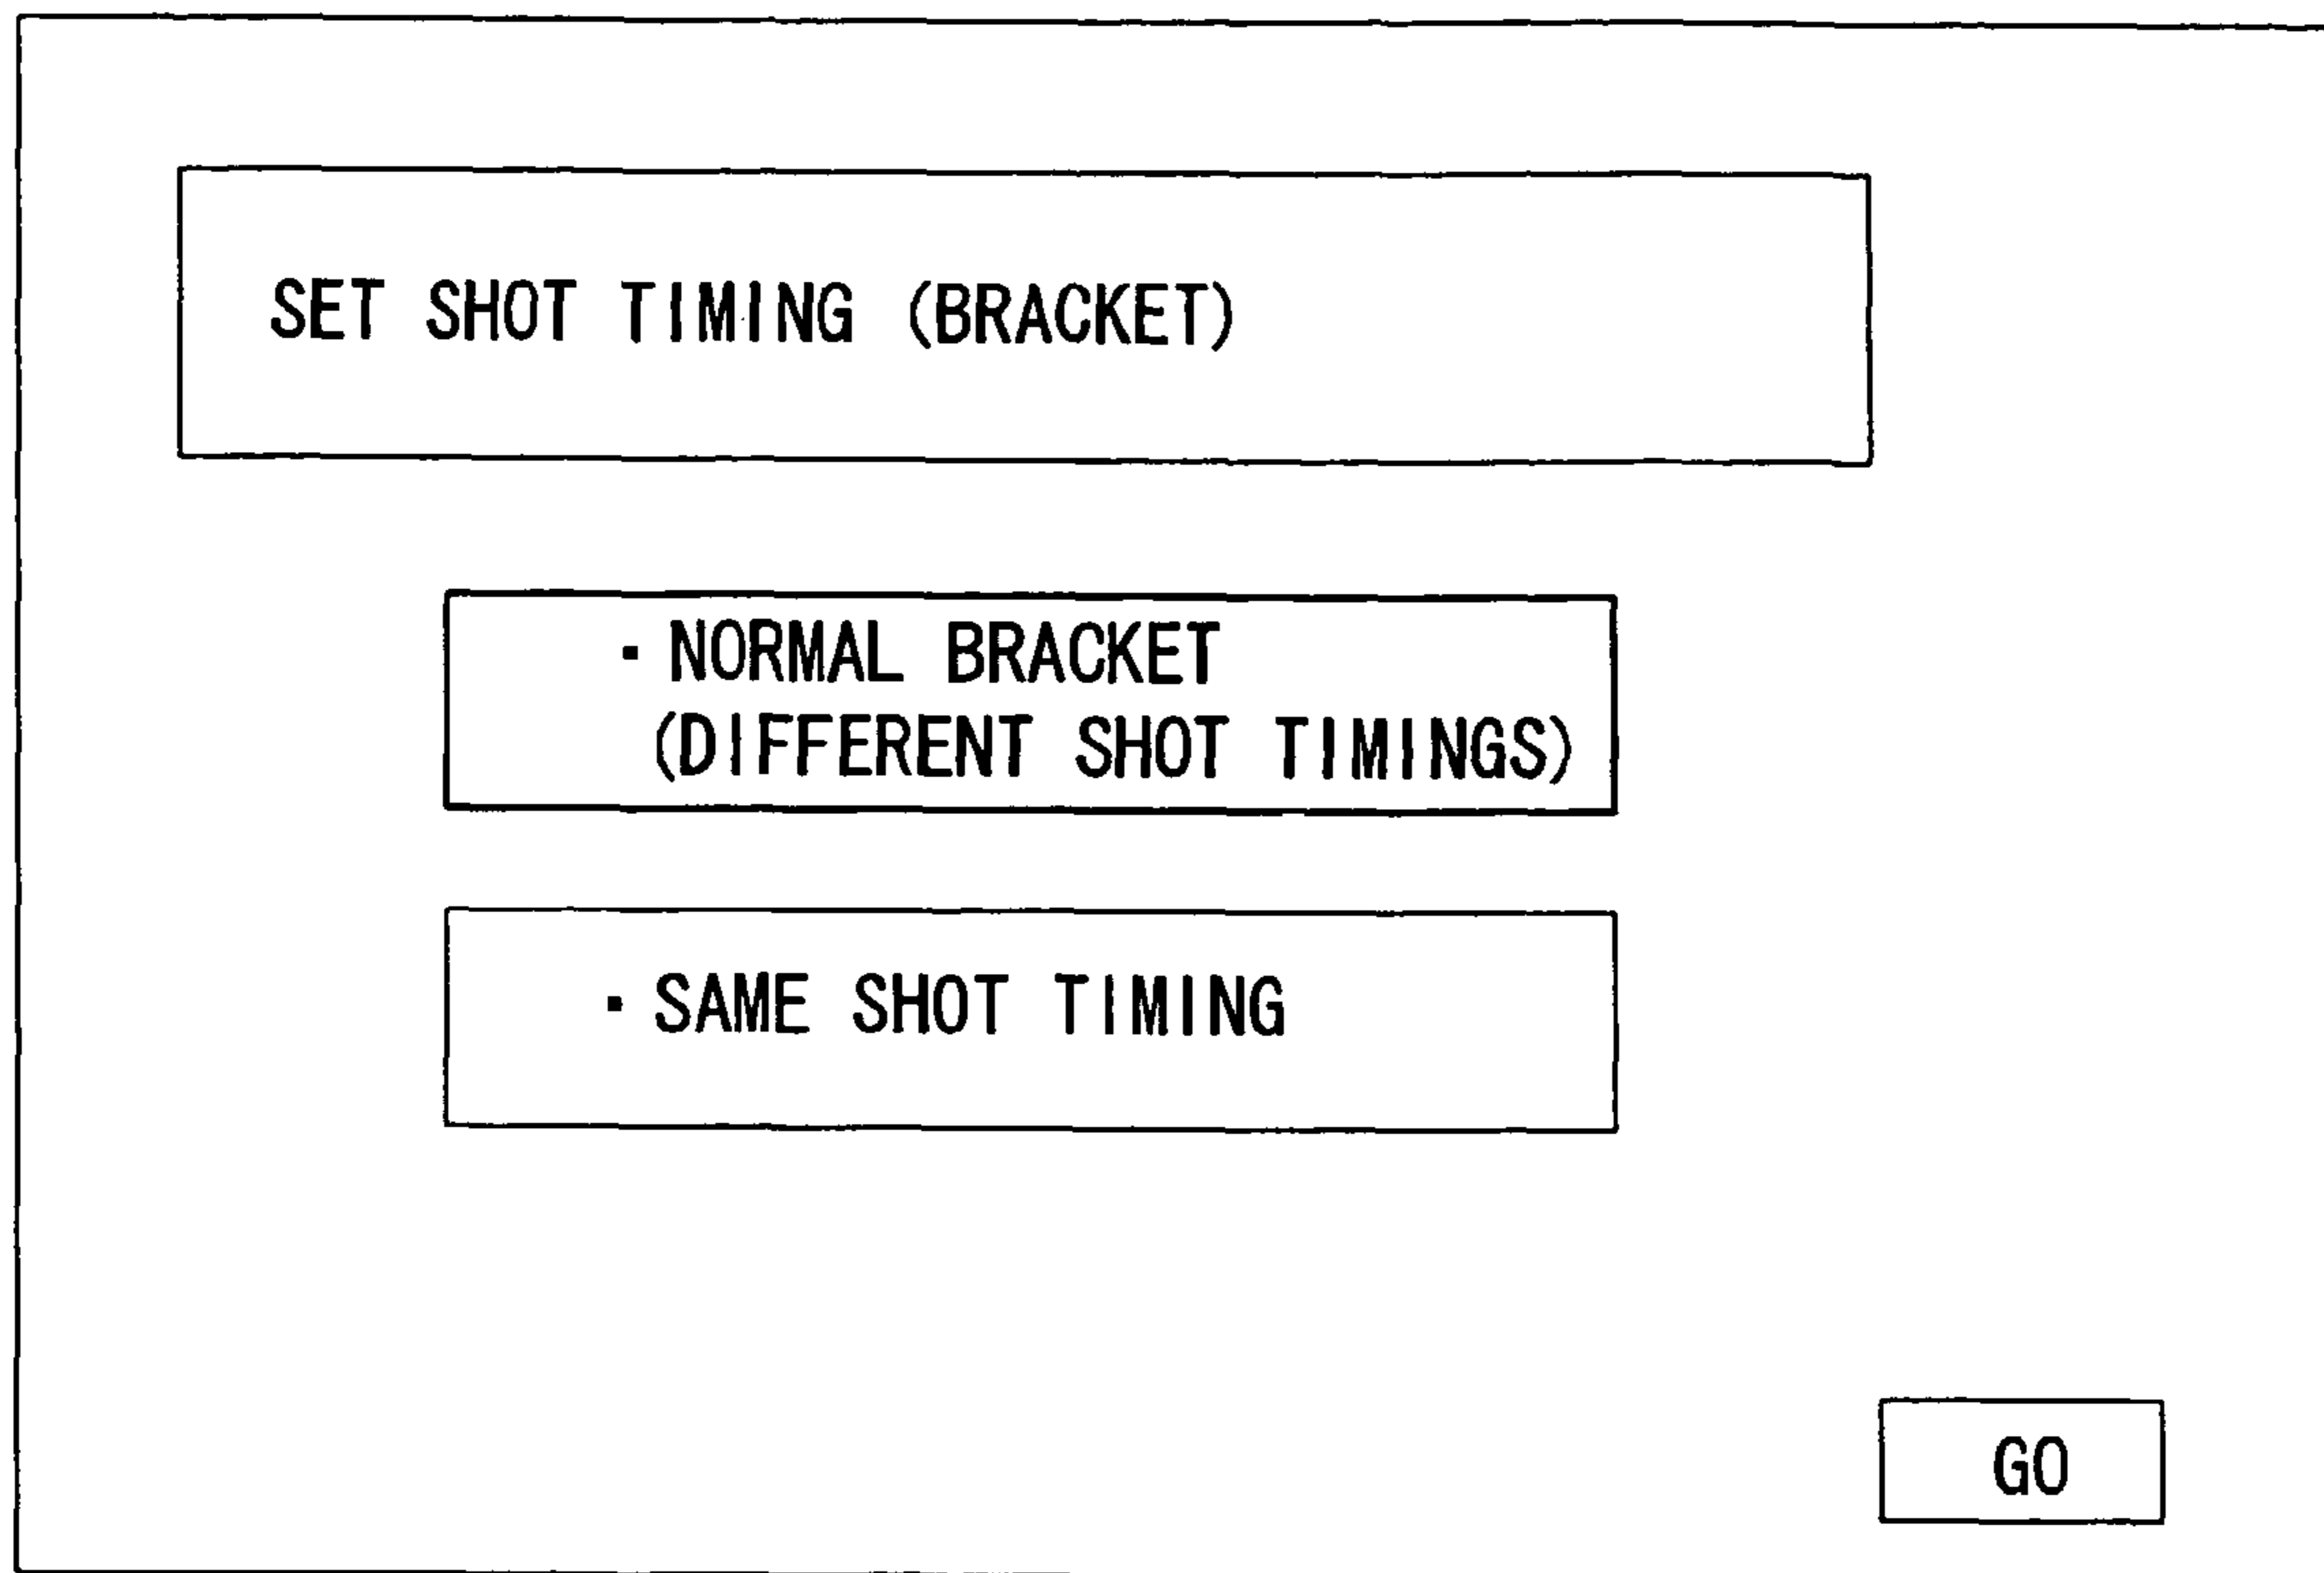 SET SHOT TIMING (BRACKET)
・NORMAL BRACKET
(DIFFERENT SHOT TIMINGS)
・SAME SHOT TIMING
GO